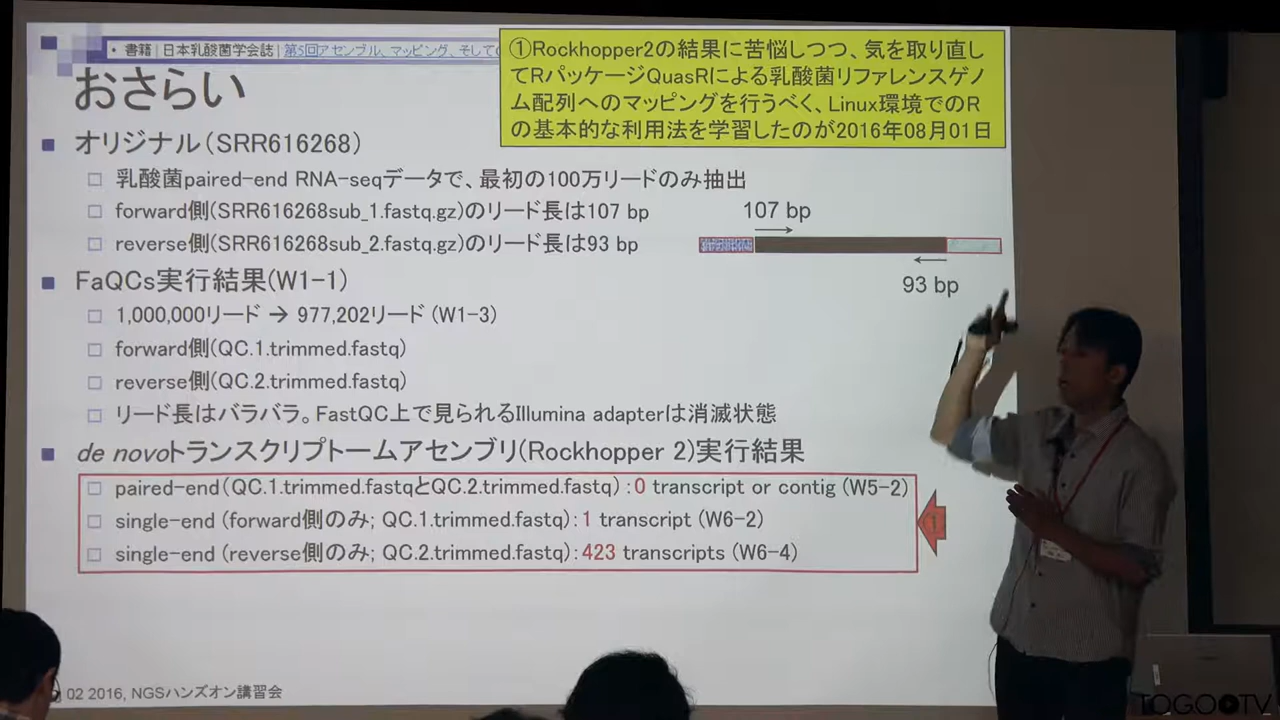 • 書籍 | 日本乳酸菌学会誌 | 第5回アセンブル、マッピング、そして
①Rockhopper2の結果に苦悩しつつ、気を取り直し
てRパッケージQuasRによる乳酸菌リファレンスゲノ
ム配列へのマッピングを行うべく、Linux環境でのR
の基本的な利用法を学習したのが2016年08月01日
おさらい
オリジナル(SRR616268)
乳酸菌paired-end RNA-seqデータで、最初の100万リードのみ抽出
forward側(SRR616268sub_1.fastq.gz)のリード長は107 bp
107 bp
reverse側(SRR616268sub_2.fastq.gz)のリード長は93 bp
93 bp
FaQCs実行結果(W1-1)
1,000,000リード → 977,202リード (W1-3)
forward側(QC.1.trimmed.fastq)
reverse側(QC.2.trimmed.fastq)
リード長はバラバラ。FastQC上で見られるIllumina adapterは消滅状態
de novoトランスクリプトームアセンブリ(Rockhopper 2)実行結果
paired-end(QC.1.trimmed.fastqとQC.2.trimmed.fastq):0 transcript or contig (W5-2)
single-end (forward側のみ; QC.1.trimmed.fastq):1 transcript (W6-2)
①
single-end (reverse側のみ; QC.2.trimmed.fastq):423 transcripts (W6-4)
02 2016, NGSハンズオン講習会
TOGOTV